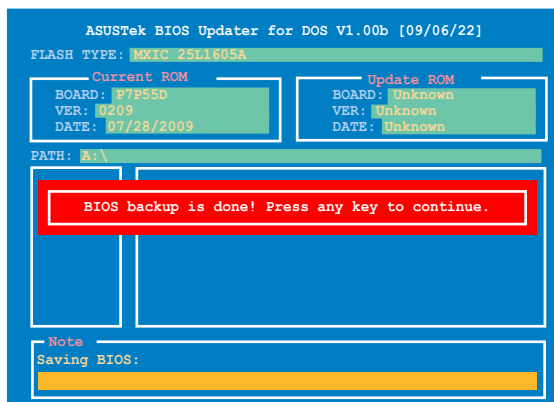 ASUSTek BIOS Updater for DOS V1.00b [09/06/22]
FLASH TYPE: MXIC 25L1605A
Current ROM
BOARD: P7P55D
VER: 0209
DATE: 07/28/2009
Update ROM
BOARD: Unknown
VER: Unknown
DATE: Unknown
PATH: A:\
BIOS backup is done! Press any key to continue.
Note
Saving BIOS: